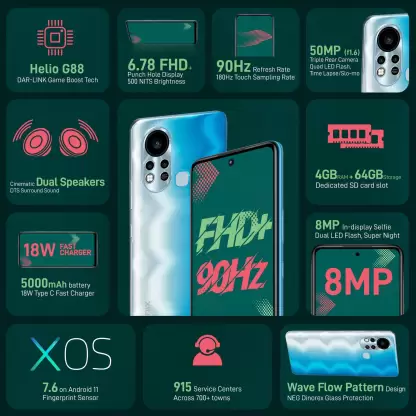 Helio G88
DAR-LINK Game Boost Tech
6.78 FHD+
Punch Hole Display
500 NITS Brightness
90Hz Refresh Rate
180Hz Touch Sampling Rate
50MP (f1.6)
Triple Rear Camera
Quad LED Flash,
Time Lapse/Slo-mo
Cinematic Dual Speakers
DTS Surround Sound
FHD+
90HZ
4GB RAM + 64GB Storage
Dedicated SD card slot
18W FAST
CHARGER
5000mAh battery
18W Type C Fast Charger
8MP In-display Selfie
Dual LED Flash, Super Night
8MP
XOS
7.6 on Android 11
Fingerprint Sensor
915 Service Centers
Across 700+ towns
Wave Flow Pattern Design
NEG Dinorex Glass Protection